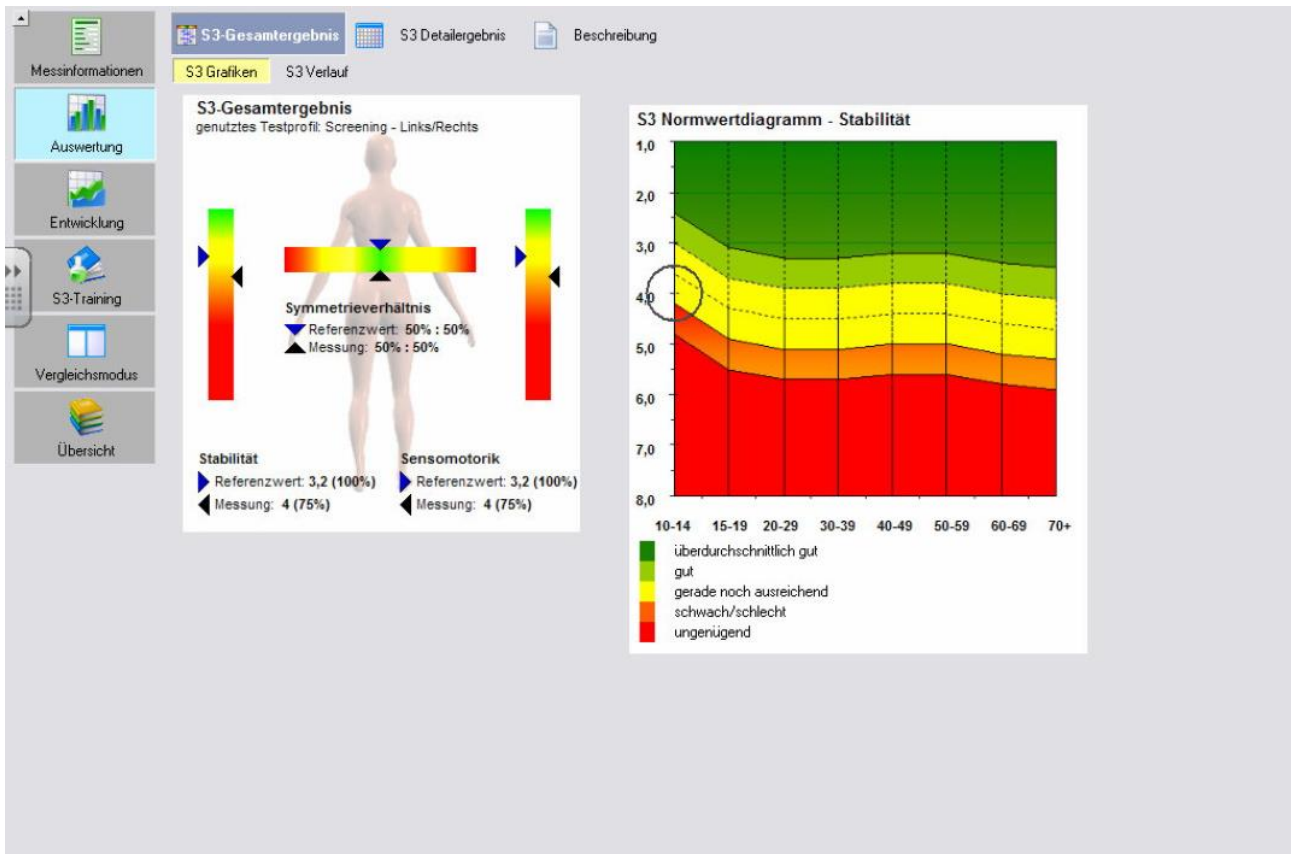 S3-Gesamtergebnis
S3 Detailergebnis
Beschreibung
S3 Grafiken
S3 Verlauf
Messinformationen
Auswertung
Entwicklung
S3-Training
Vergleichsmodus
Übersicht
S3-Gesamtergebnis
genutztes Testprofil: Screening - Links/Rechts
Symmetrieverhältnis
Referenzwert: 50% : 50%
Messung: 50% : 50%
Stabilität
Referenzwert: 3,2 (100%)
Messung: 4 (75%)
Sensomotorik
Referenzwert: 3,2 (100%)
Messung: 4 (75%)
S3 Normwertdiagramm - Stabilität
1,0
2,0
3,0
4,0
5,0
6,0
7,0
8,0
10-14 15-19 20-29 30-39 40-49 50-59 60-69 70+
überdurchschnittlich gut
gut
gerade noch ausreichend
schwach/schlecht
ungenügend